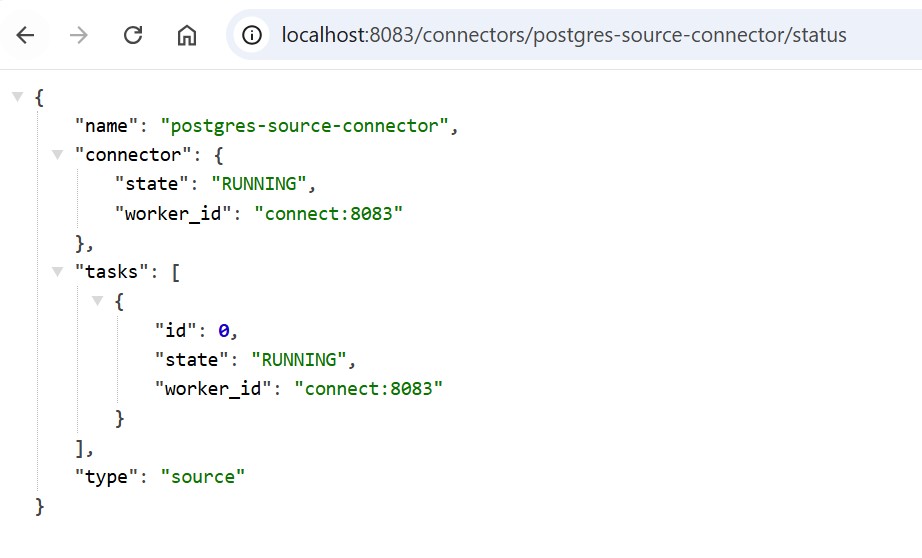 localhost:8083/connectors/postgres-source-connector/status
{
"name": "postgres-source-connector",
"connector": {
"state": "RUNNING",
"worker_id": "connect:8083"
},
"tasks": [
{
"id": 0,
"state": "RUNNING",
"worker_id": "connect:8083"
}
],
"type": "source"
}